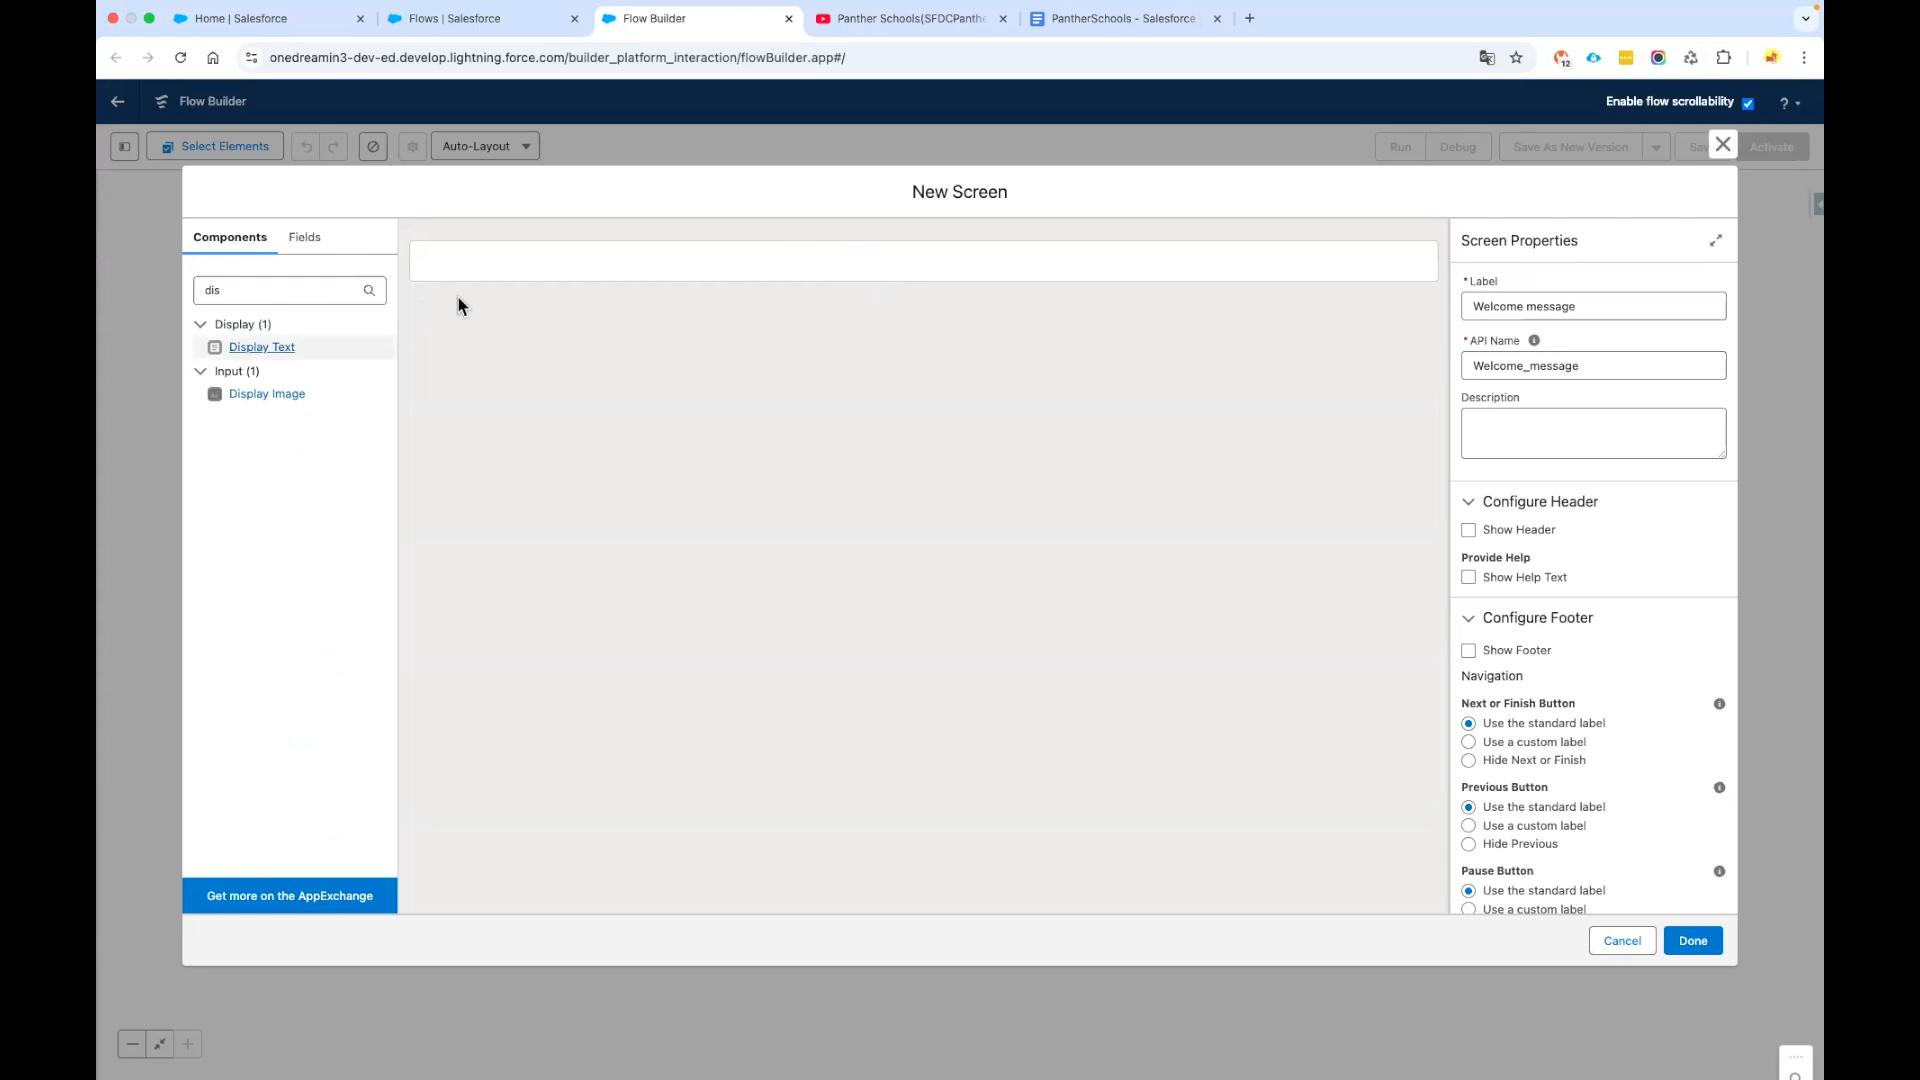 Home | Salesforce
Flows | Salesforce
Flow Builder
Panther Schools(SFDCPanthe
PantherSchools - Salesforce
onedreamin3-dev-ed.develop.lightning.force.com/builder_platform_interaction/flowBuilder.app#/
12
Flow Builder
Enable flow scrollability
?
Select Elements
Auto-Layout
Run
Debug
Save As New Version
Sav
Activate
New Screen
Components
Fields
dis
Display (1)
Display Text
Input (1)
Display Image
Get more on the AppExchange
Screen Properties
* Label
Welcome message
* API Name
Welcome_message
Description
Configure Header
Show Header
Provide Help
Show Help Text
Configure Footer
Show Footer
Navigation
Next or Finish Button
Use the standard label
Use a custom label
Hide Next or Finish
Previous Button
Use the standard label
Use a custom label
Hide Previous
Pause Button
Use the standard label
Use a custom label
Cancel
Done